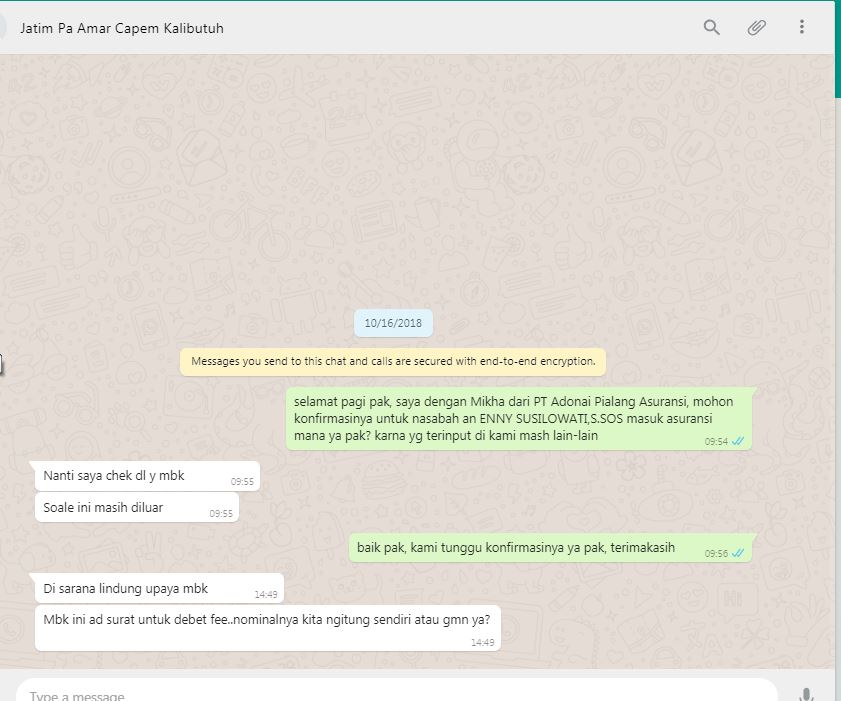 Jatim Pa Amar Capem Kalibutuh
10/16/2018
Messages you send to this chat and calls are secured with end-to-end encryption.
selamat pagi pak, saya dengan Mikha dari PT Adonai Pialang Asuransi, mohon
konfirmasinya untuk nasabah an ENNY SUSILOWATI,S.SOS masuk asuransi
mana ya pak? karna yg terinput di kami mash lain-lain
09:54
Nanti saya chek dl y mbk
09:55
Soale ini masih diluar
09:55
baik pak, kami tunggu konfirmasinya ya pak, terimakasih
09:56
Di sarana lindung upaya mbk
14:49
Mbk ini ad surat untuk debet fee..nominalnya kita ngitung sendiri atau gmn ya?
14:49
Type a message